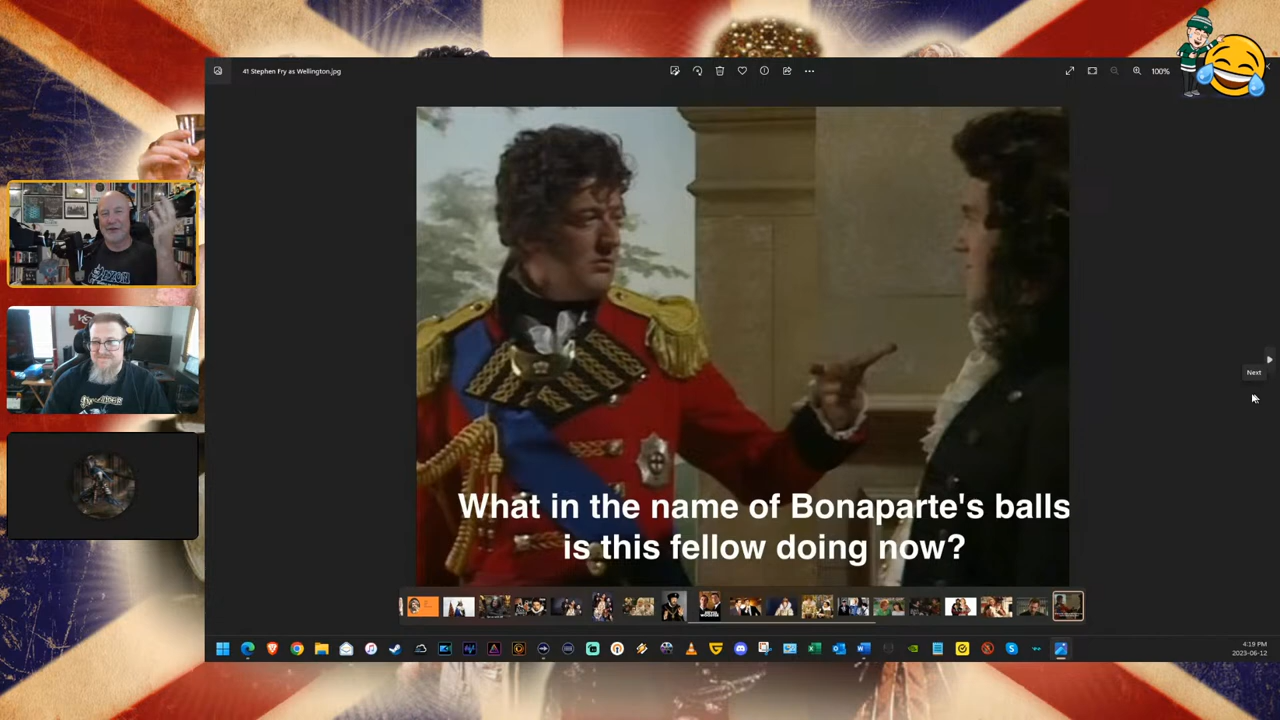 41 Stephen Fry as Wellington.jpg
100%
Next
What in the name of Bonaparte's balls
is this fellow doing now?
4:19 PM
2023-06-12